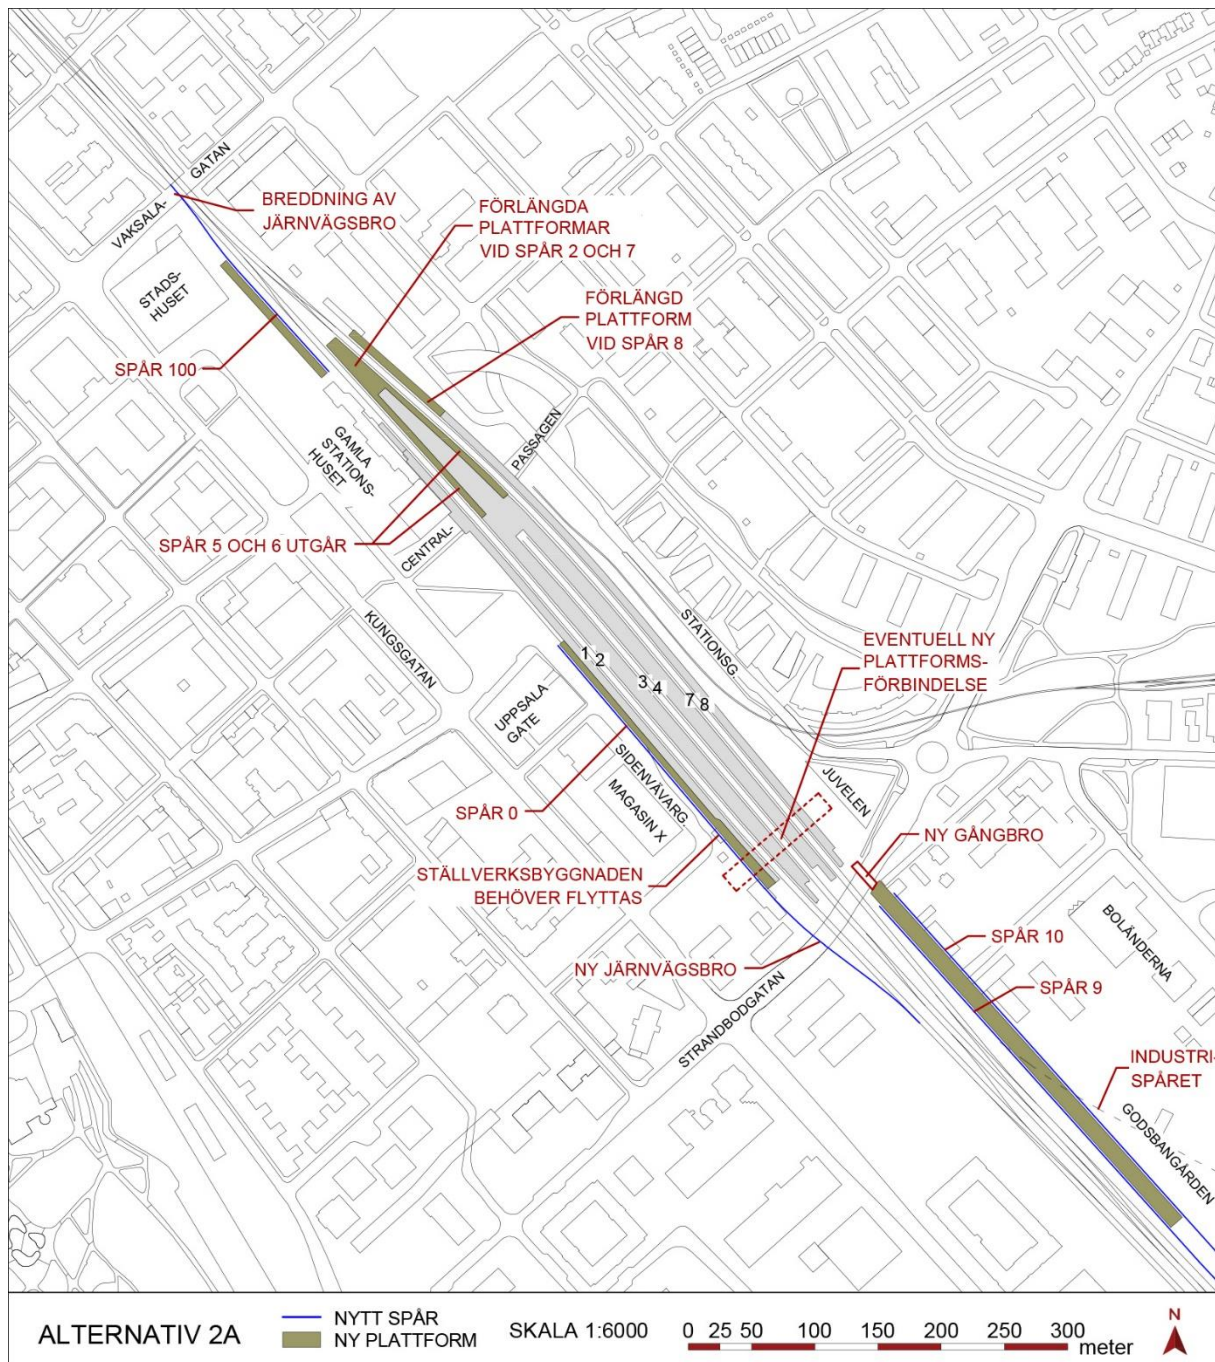 VAKSALA-
GATAN
BREDDNING AV
JÄRNVÄGSBRO
FÖRLÄNGDA
PLATTFORMAR
VID SPÅR 2 OCH 7
STADS-
HUSET
FÖRLÄNGD
PLATTFORM
VID SPÅR 8
SPÅR 100
GAMLA
STATIONS-
HUSET
CENTRAL-
PASSAGEN
SPÅR 5 OCH 6 UTGÅR
KUNGSGATAN
STATIONSG.
EVENTUELL NY
PLATTFORMS-
FÖRBINDELSE
1
2
3
4
7
8
UPPSALA
GATE
SIDENVÄVARG.
MAGASIN X
SPÅR 0
JUVELEN
NY GÅNGBRO
STÄLLVERKSBYGGNADEN
BEHÖVER FLYTTAS
BOLÄNDERNA
SPÅR 10
NY JÄRNVÄGSBRO
SPÅR 9
STRANDBODGATAN
INDUSTRI-
SPÅRET
GODSBANGÅRDEN
ALTERNATIV 2A
NYTT SPÅR
NY PLATTFORM
SKALA 1:6000
0 25 50 100 150 200 250 300
meter
N